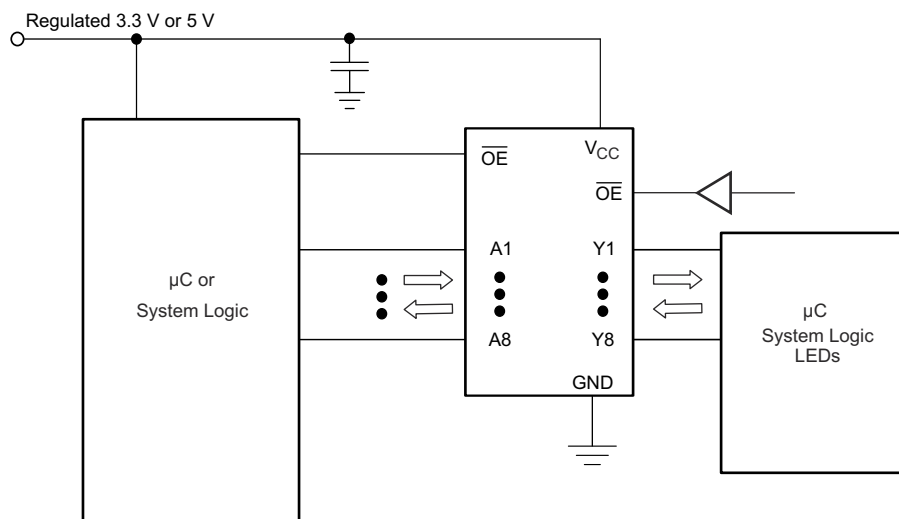 Regulated 3.3 V or 5 V
OE
VCC
OE
A1
Y1
µC or
System Logic
A8
Y8
µC
System Logic
LEDs
GND